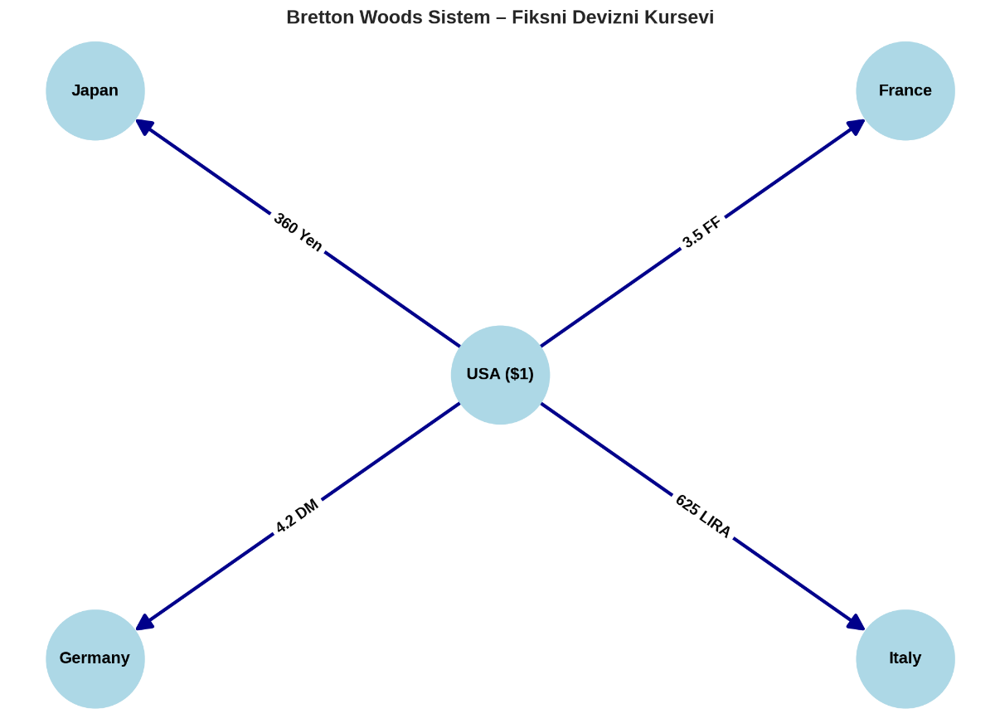 Bretton Woods Sistem – Fiksni Devizni Kursevi
Japan
France
360 Yen
3.5 FF
USA ($1)
4.2 DM
625 LIRA
Germany
Italy